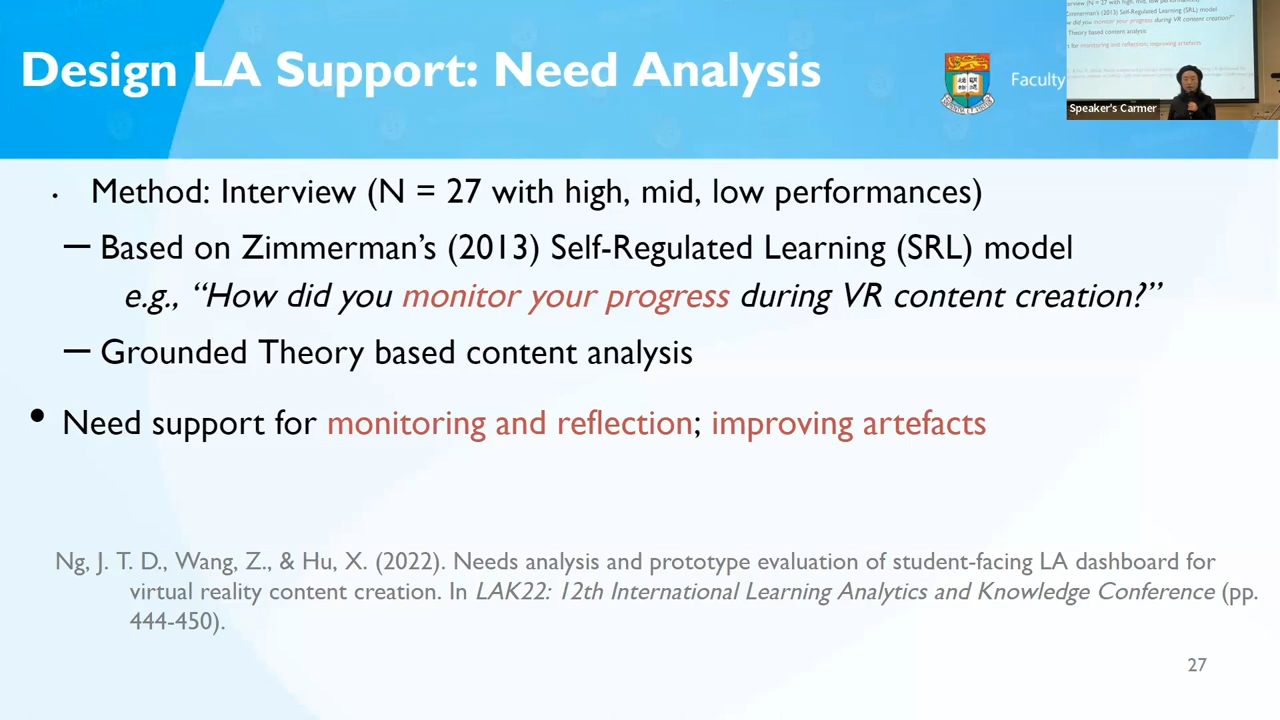 Design LA Support: Need Analysis
Faculty
Speaker's Carmer
Method: Interview (N = 27 with high, mid, low performances)
– Based on Zimmerman's (2013) Self-Regulated Learning (SRL) model
e.g., "How did you monitor your progress during VR content creation?"
– Grounded Theory based content analysis
• Need support for monitoring and reflection; improving artefacts
Ng, J. T. D., Wang, Z., & Hu, X. (2022). Needs analysis and prototype evaluation of student-facing LA dashboard for
virtual reality content creation. In LAK22: 12th International Learning Analytics and Knowledge Conference (pp.
444-450).
27